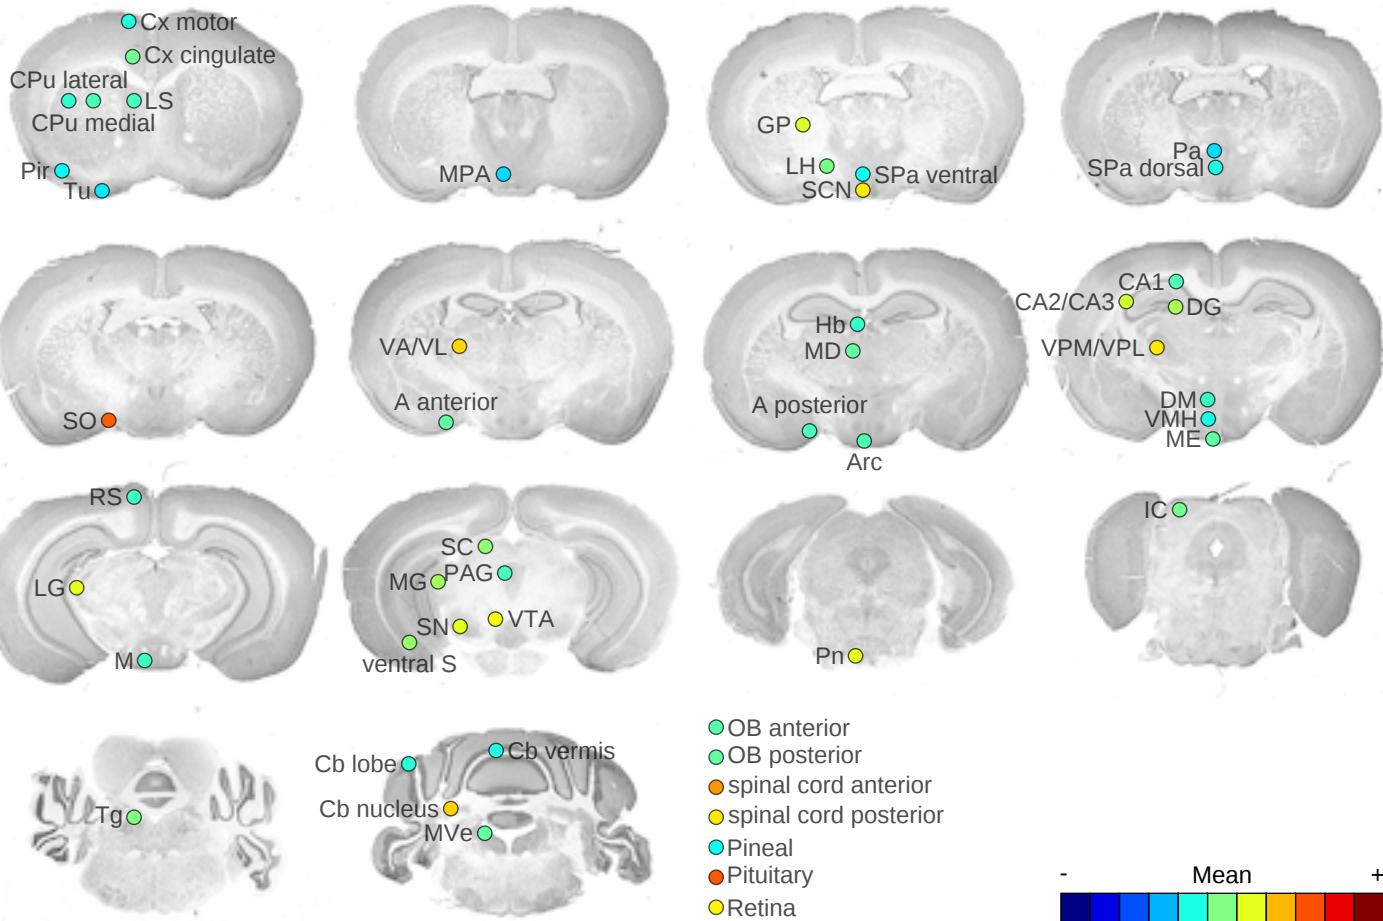 Cx motor
Cx cingulate
CPu lateral
LS
CPu medial
Pir
Tu
MPA
GP
LH
SPa ventral
SCN
Pa
SPa dorsal
SO
VA/VL
A anterior
Hb
MD
A posterior
Arc
CA1
CA2/CA3
DG
VPM/VPL
DM
VMH
ME
RS
LG
M
SC
PAG
MG
SN
VTA
ventral S
Pn
IC
Tg
Cb lobe
Cb vermis
Cb nucleus
MVe
OB anterior
OB posterior
spinal cord anterior
spinal cord posterior
Pineal
Pituitary
Retina
- Mean +